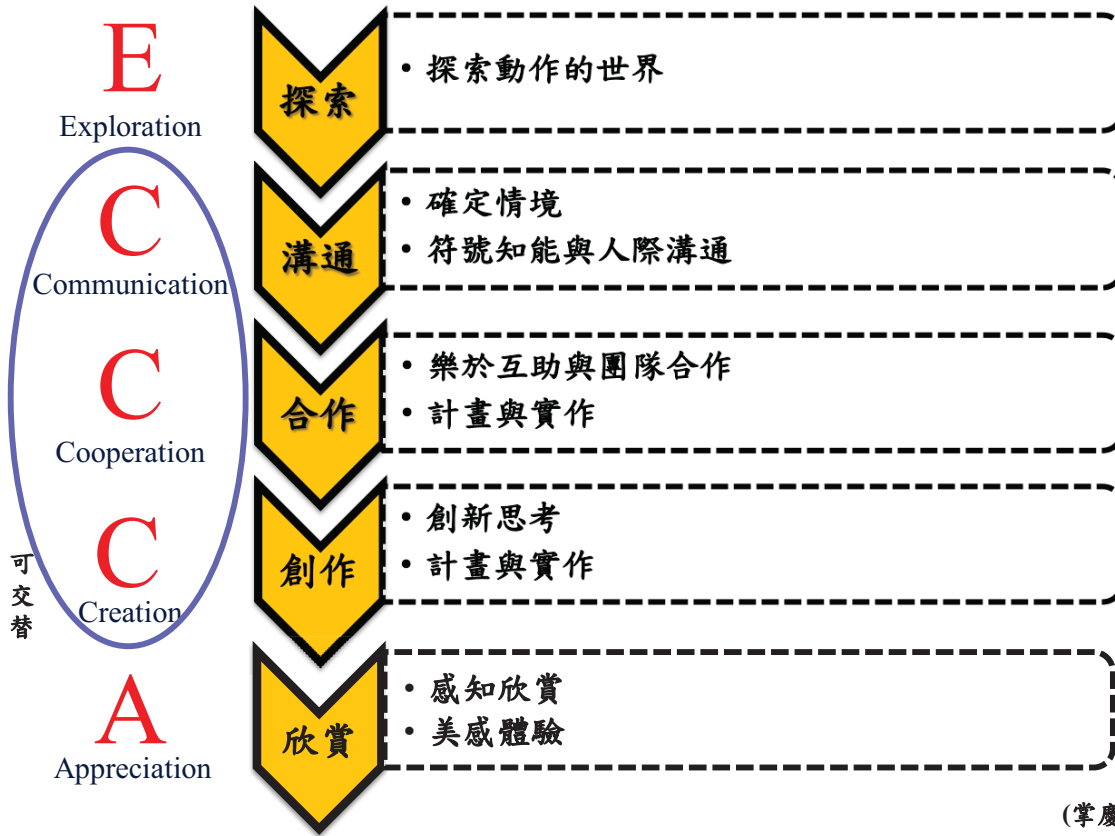 E
Exploration
探索
• 探索動作的世界
C
Communication
溝通
• 確定情境
• 符號知能與人際溝通
C
Cooperation
合作
• 樂於互助與團隊合作
• 計畫與實作
C
Creation
可交替
創作
• 創新思考
• 計畫與實作
A
Appreciation
欣賞
• 感知欣賞
• 美感體驗
(掌慶